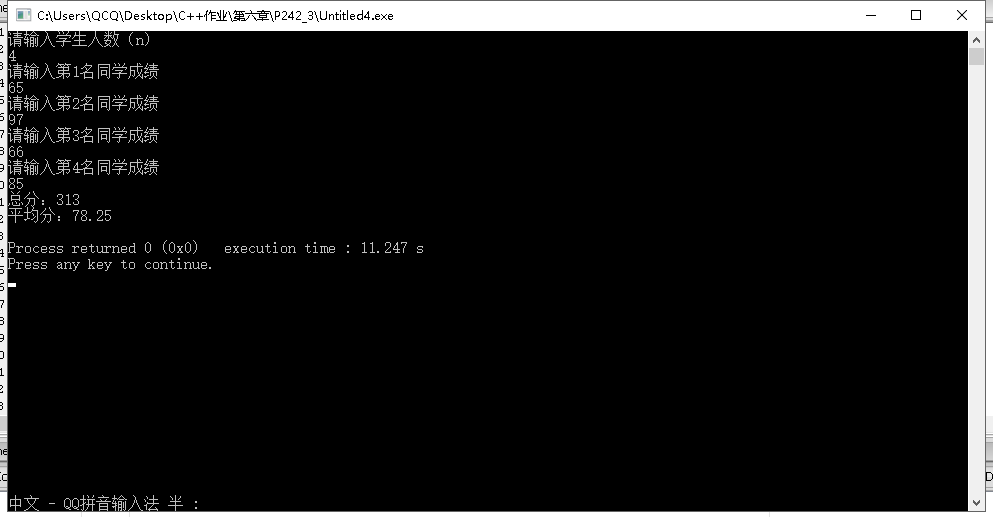 C:\Users\QCQ\Desktop\C++作业\第六章\P242_3\Untitled4.exe
请输入学生人数（n）
4
请输入第1名同学成绩
65
请输入第2名同学成绩
97
请输入第3名同学成绩
66
请输入第4名同学成绩
85
总分：313
平均分：78.25
Process returned 0 (0x0)   execution time : 11.247 s
Press any key to continue.
中文 - QQ拼音输入法 半 :